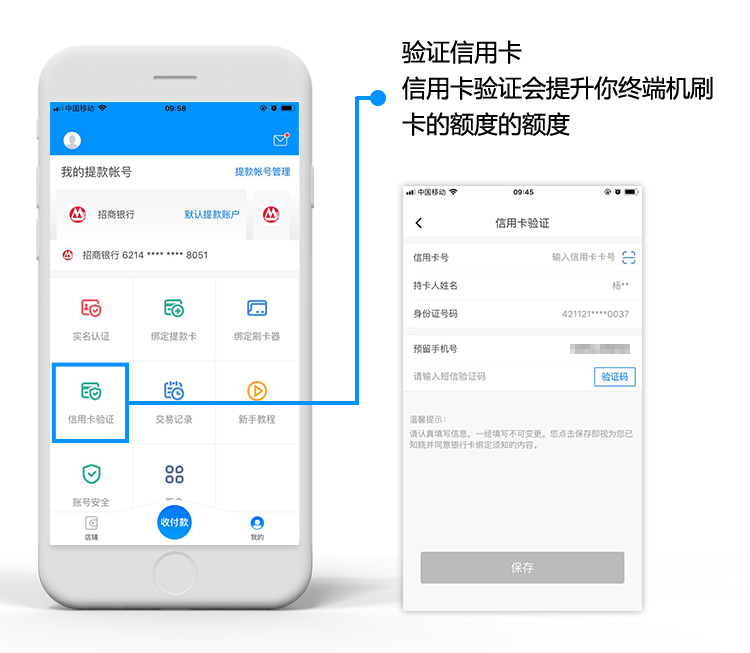 验证信用卡
信用卡验证会提升你终端机刷
卡的额度的额度
中国移动
09:58
我的提款帐号
提款帐号管理
招商银行
默认提款账户
招商银行 6214 **** **** 8051
实名认证
绑定提款卡
绑定刷卡器
信用卡验证
交易记录
新手教程
账号安全
收付款
店铺
我的
中国移动
09:45
信用卡验证
信用卡号
输入信用卡卡号
持卡人姓名
杨**
身份证号码
421121****0037
预留手机号
请输入短信验证码
验证码
温馨提示:
请认真填写信息，一经填写不可变更。您点击保存即视为您已
知晓并同意银行卡绑定须知的内容。
保存